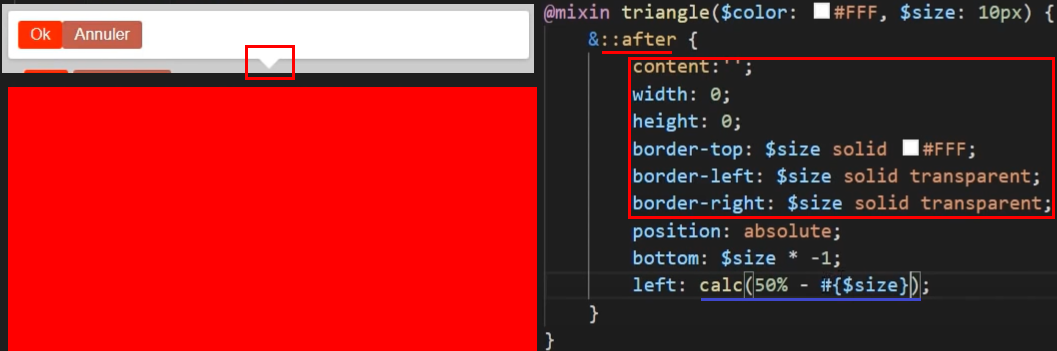 Ok Annuler
@mixin triangle($color: #FFF, $size: 10px) {
&::after {
content:'';
width: 0;
height: 0;
border-top: $size solid #FFF;
border-left: $size solid transparent;
border-right: $size solid transparent;
position: absolute;
bottom: $size * -1;
left: calc(50% - #{$size});
}
}